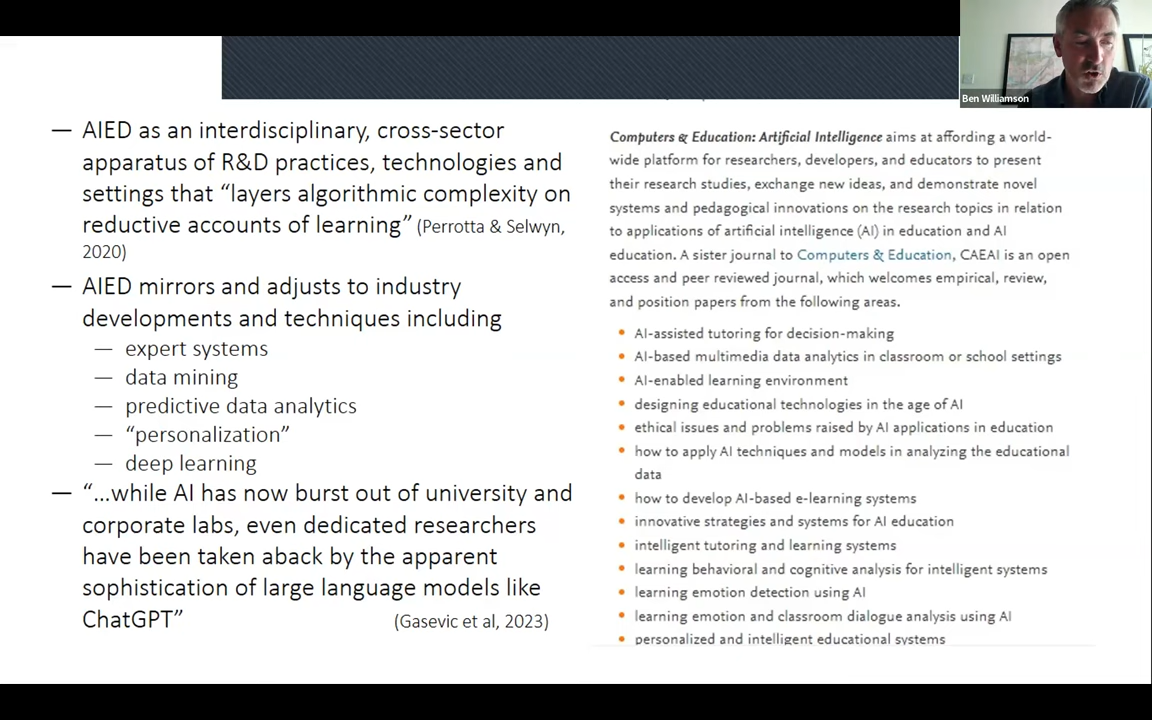 Ben Williamson
— AIED as an interdisciplinary, cross-sector
apparatus of R&D practices, technologies and
settings that “layers algorithmic complexity on
reductive accounts of learning” (Perrotta & Selwyn,
2020)
— AIED mirrors and adjusts to industry
developments and techniques including
— expert systems
— data mining
— predictive data analytics
— “personalization”
— deep learning
— “...while AI has now burst out of university and
corporate labs, even dedicated researchers
have been taken aback by the apparent
sophistication of large language models like
ChatGPT” (Gasevic et al, 2023)
Computers & Education: Artificial Intelligence aims at affording a world-
wide platform for researchers, developers, and educators to present
their research studies, exchange new ideas, and demonstrate novel
systems and pedagogical innovations on the research topics in relation
to applications of artificial intelligence (AI) in education and AI
education. A sister journal to Computers & Education, CAEAI is an open
access and peer reviewed journal, which welcomes empirical, review,
and position papers from the following areas.
• AI-assisted tutoring for decision-making
• AI-based multimedia data analytics in classroom or school settings
• AI-enabled learning environment
• designing educational technologies in the age of AI
• ethical issues and problems raised by AI applications in education
• how to apply AI techniques and models in analyzing the educational
data
• how to develop AI-based e-learning systems
• innovative strategies and systems for AI education
• intelligent tutoring and learning systems
• learning behavioral and cognitive analysis for intelligent systems
• learning emotion detection using AI
• learning emotion and classroom dialogue analysis using AI
• personalized and intelligent educational systems